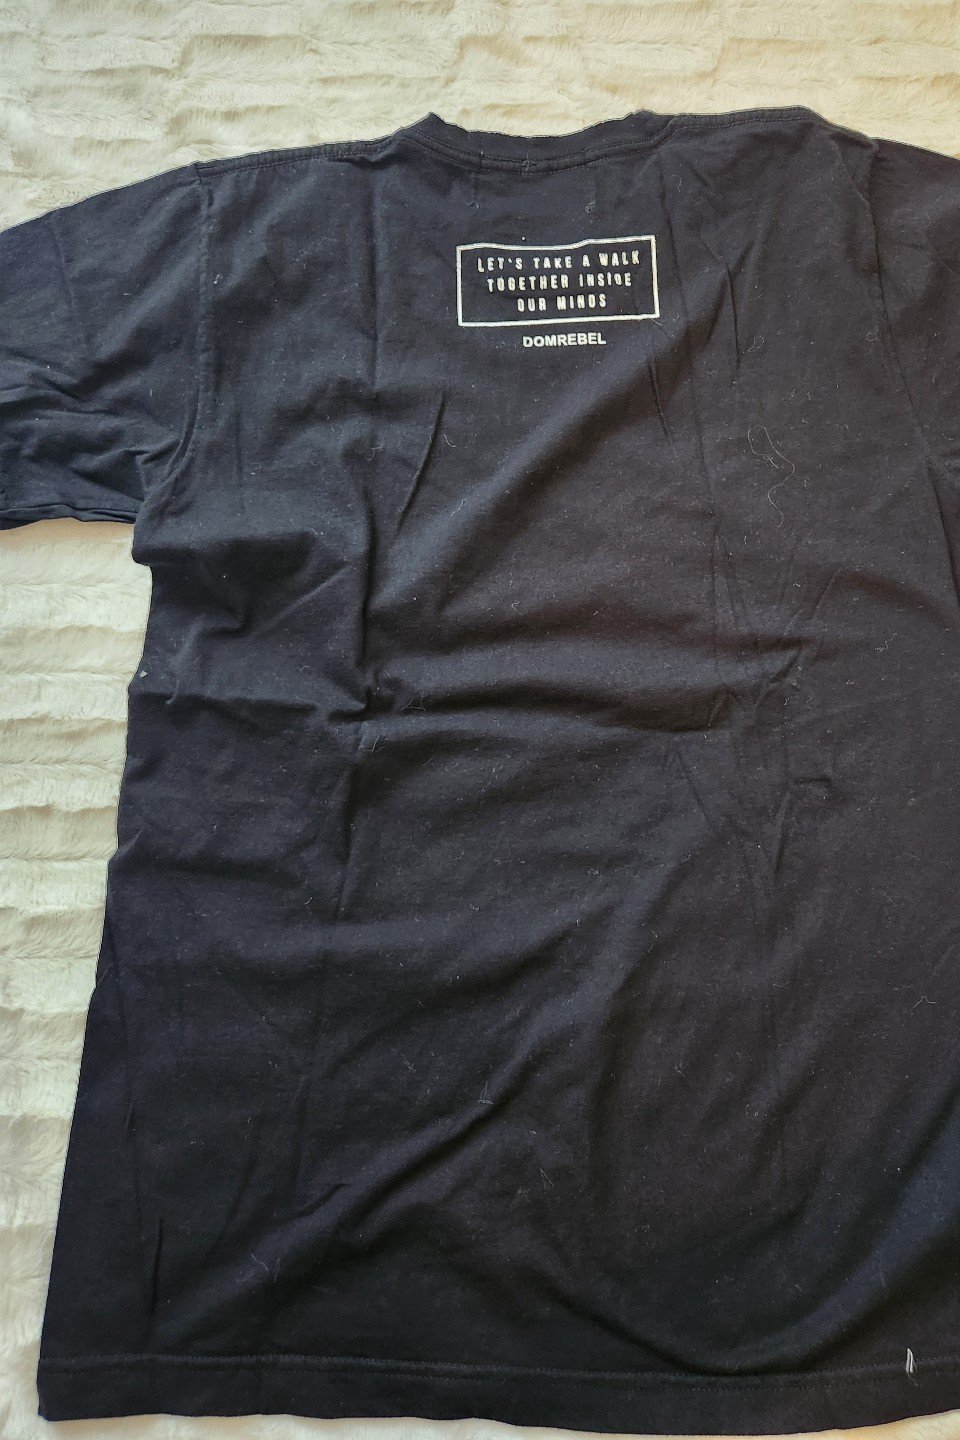 LET'S TAKE A WALK
TOGETHER INSIDE
OUR MINDS
DOMREBEL